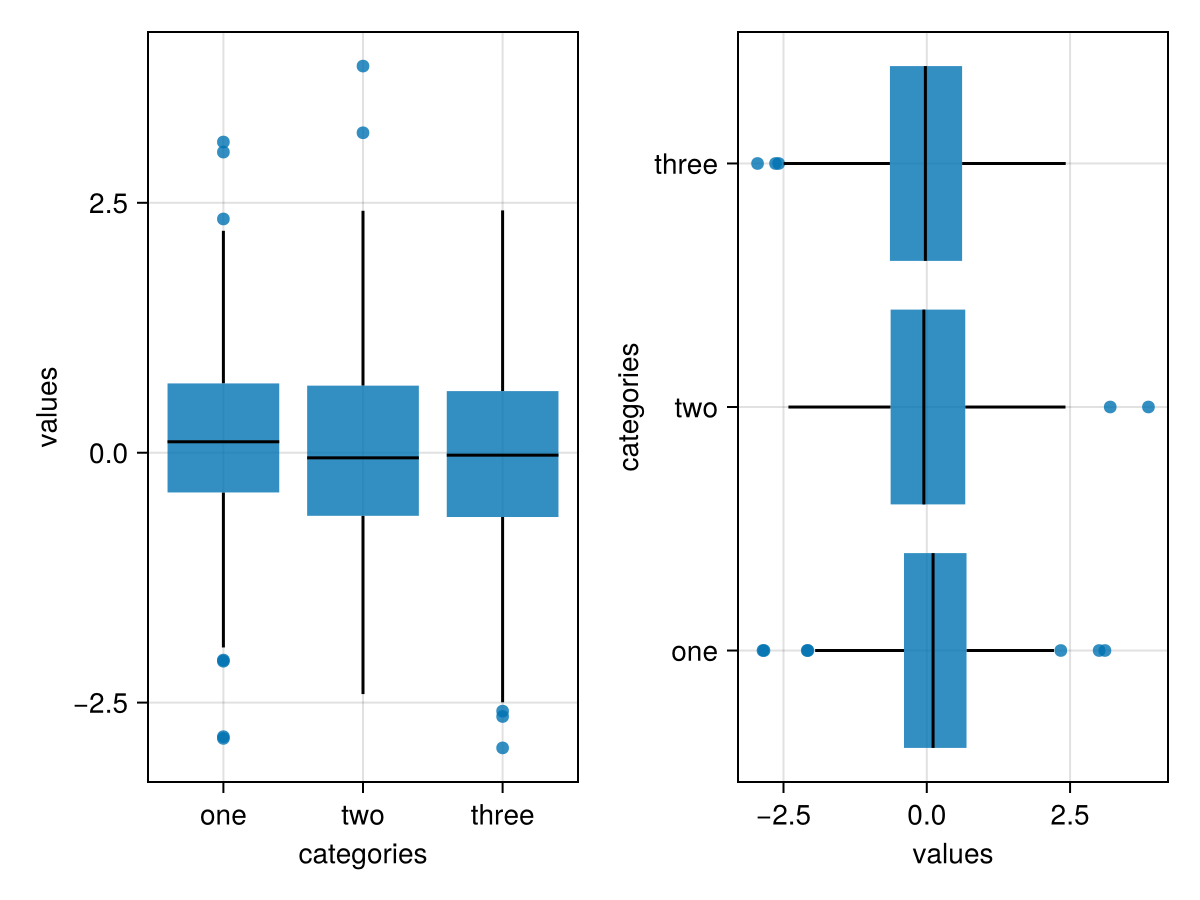 values
2.5
0.0
−2.5
one two three
categories
categories
three
two
one
−2.5 0.0 2.5
values